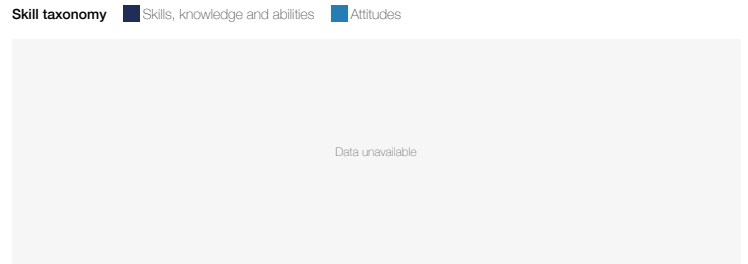 Skill taxonomy Skills, knowledge and abilities Attitudes
Data unavailable